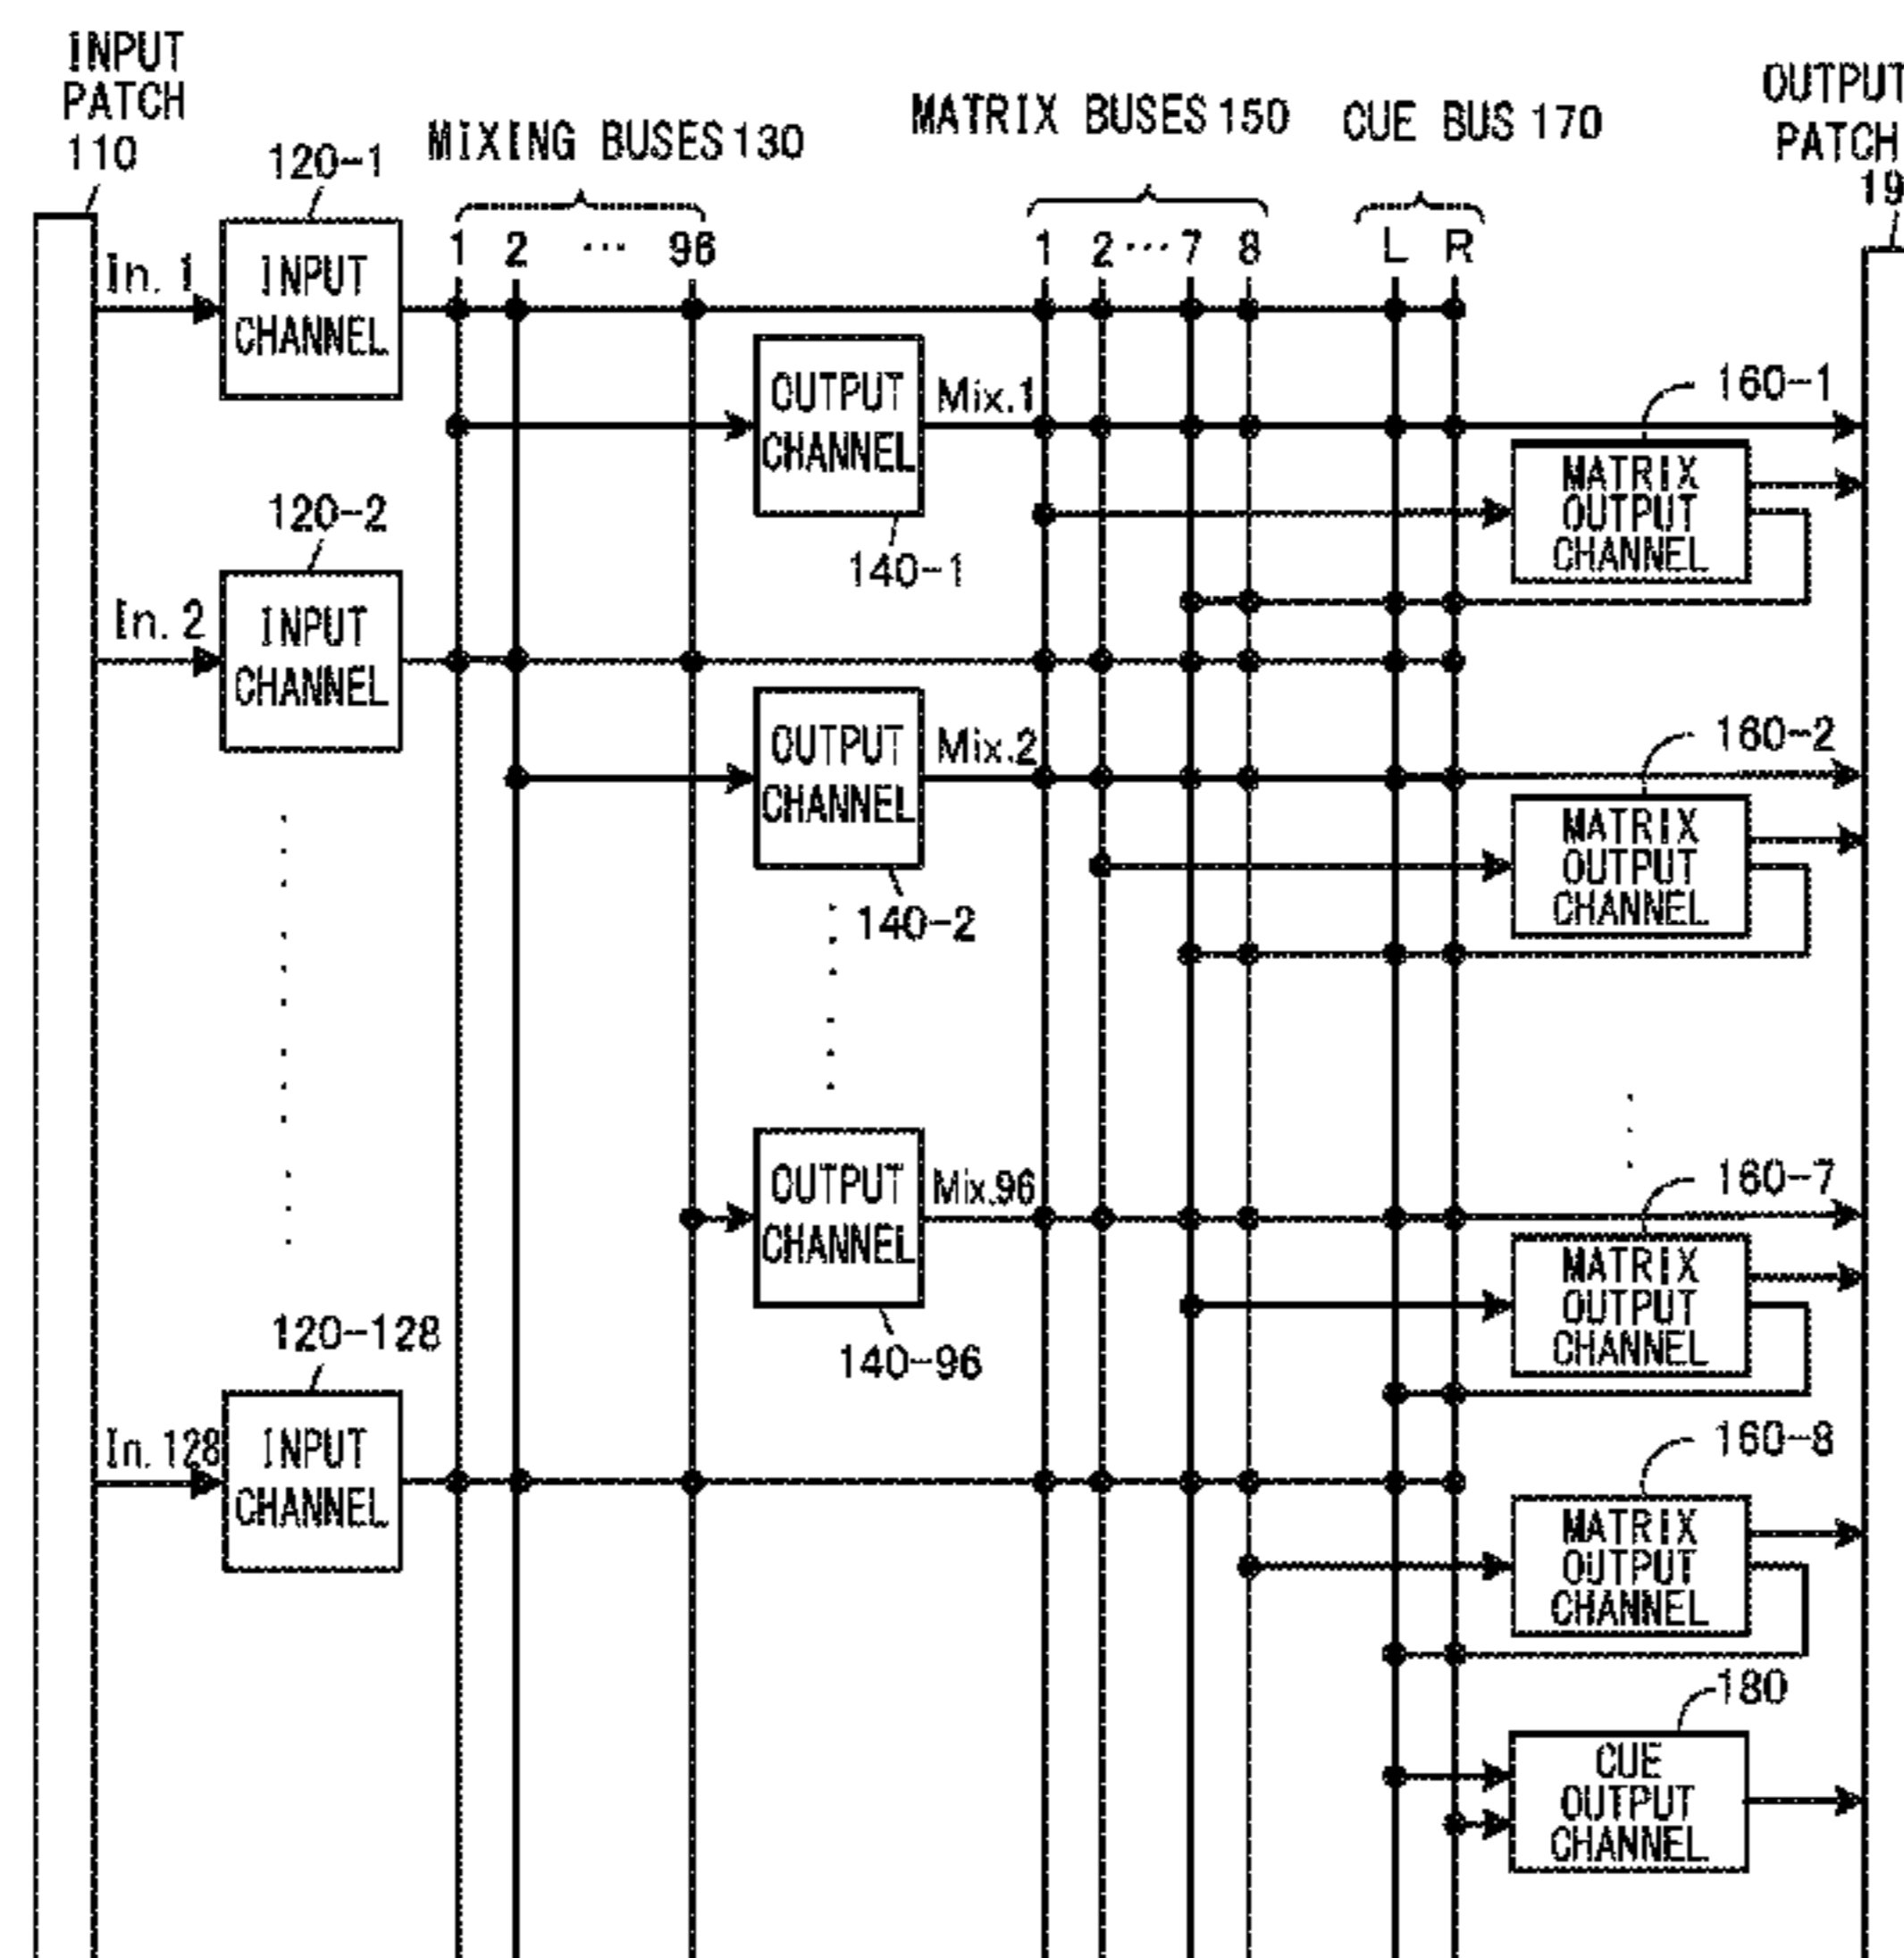 INPUT
PATCH
110
120-1
MIXING BUSES 130
MATRIX BUSES 150
CUE BUS 170
OUTPUT
PATCH
19
1 2 ... 96
1 2 ... 7 8
L R
In. 1
INPUT
CHANNEL
OUTPUT
CHANNEL
Mix.1
140-1
160-1
MATRIX
OUTPUT
CHANNEL
120-2
In. 2
INPUT
CHANNEL
OUTPUT
CHANNEL
Mix.2
140-2
160-2
MATRIX
OUTPUT
CHANNEL
OUTPUT
CHANNEL
Mix.96
140-96
160-7
MATRIX
OUTPUT
CHANNEL
120-128
In. 128
INPUT
CHANNEL
160-8
MATRIX
OUTPUT
CHANNEL
180
CUE
OUTPUT
CHANNEL